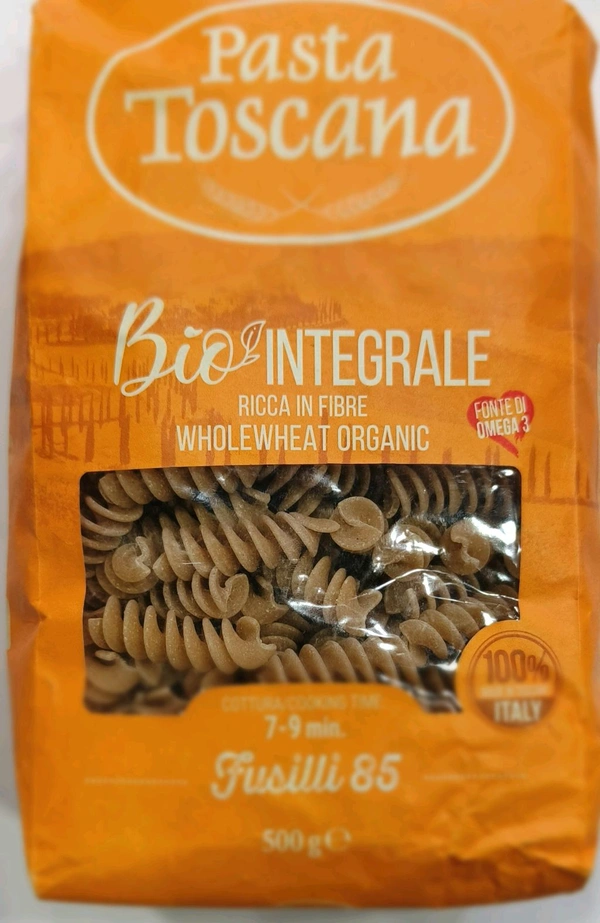 Pasta
Toscana
Bio INTEGRALE
RICCA IN FIBRE
WHOLEWHEAT ORGANIC
FONTE DI
OMEGA 3
100%
ITALY
COTTURA/COOKING TIME
7-9 min.
Fusilli 85
500 g ℮